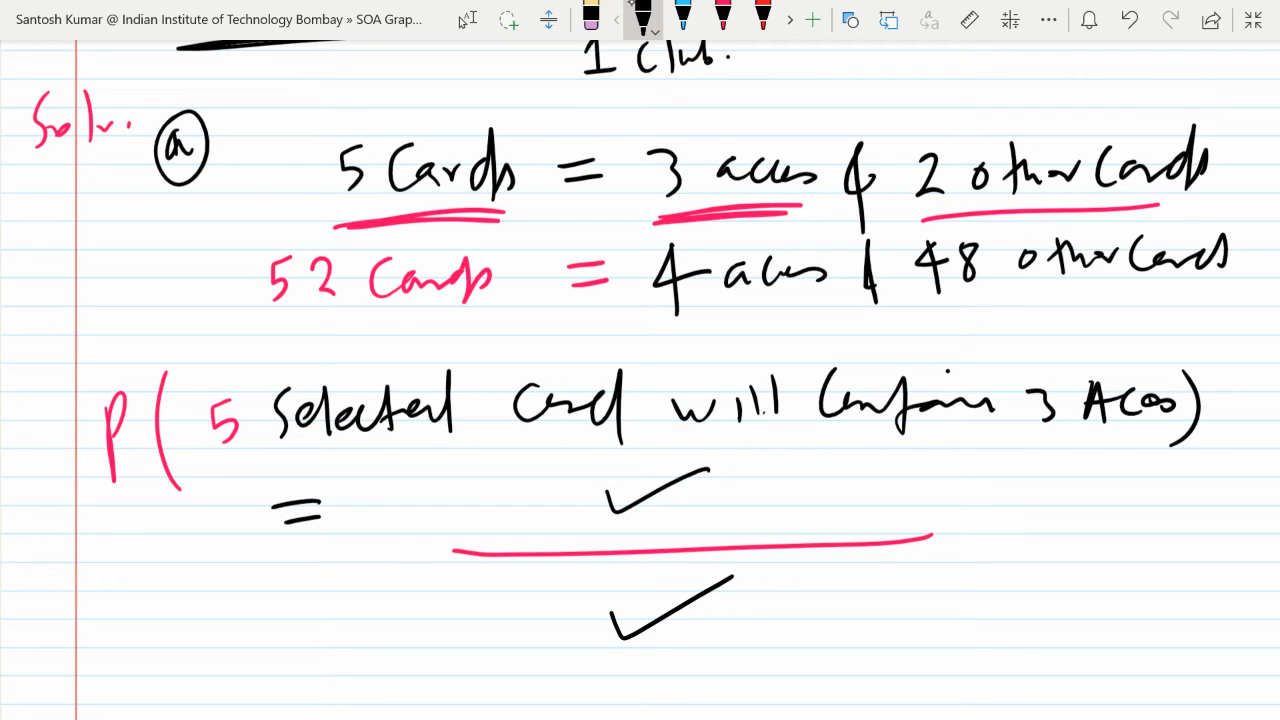 Santosh Kumar @ Indian Institute of Technology Bombay » SOA Grap...
1 Club.
Solv.
a
5 Cards = 3 aces & 2 other Cards
52 Cards = 4 aces & 48 other Cards
P( 5 Selected card will Contain 3 Aces)
=